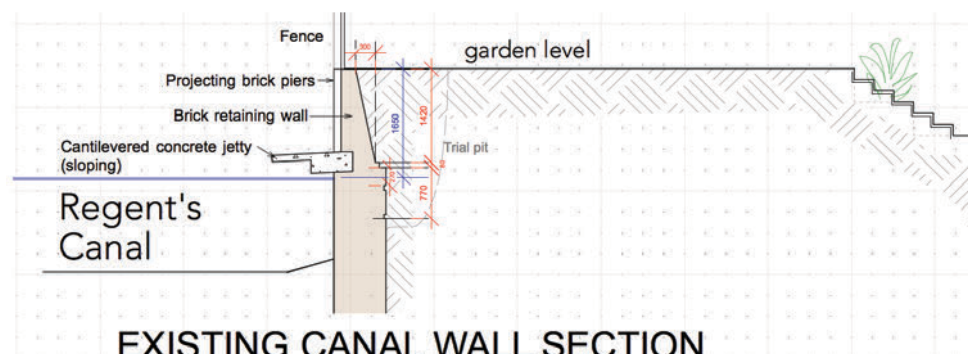 Fence
300
garden level
Projecting brick piers
Brick retaining wall
1650
1420
Trial pit
Cantilevered concrete jetty
(sloping)
770
Regent's
Canal
EXISTING CANAL WALL SECTION